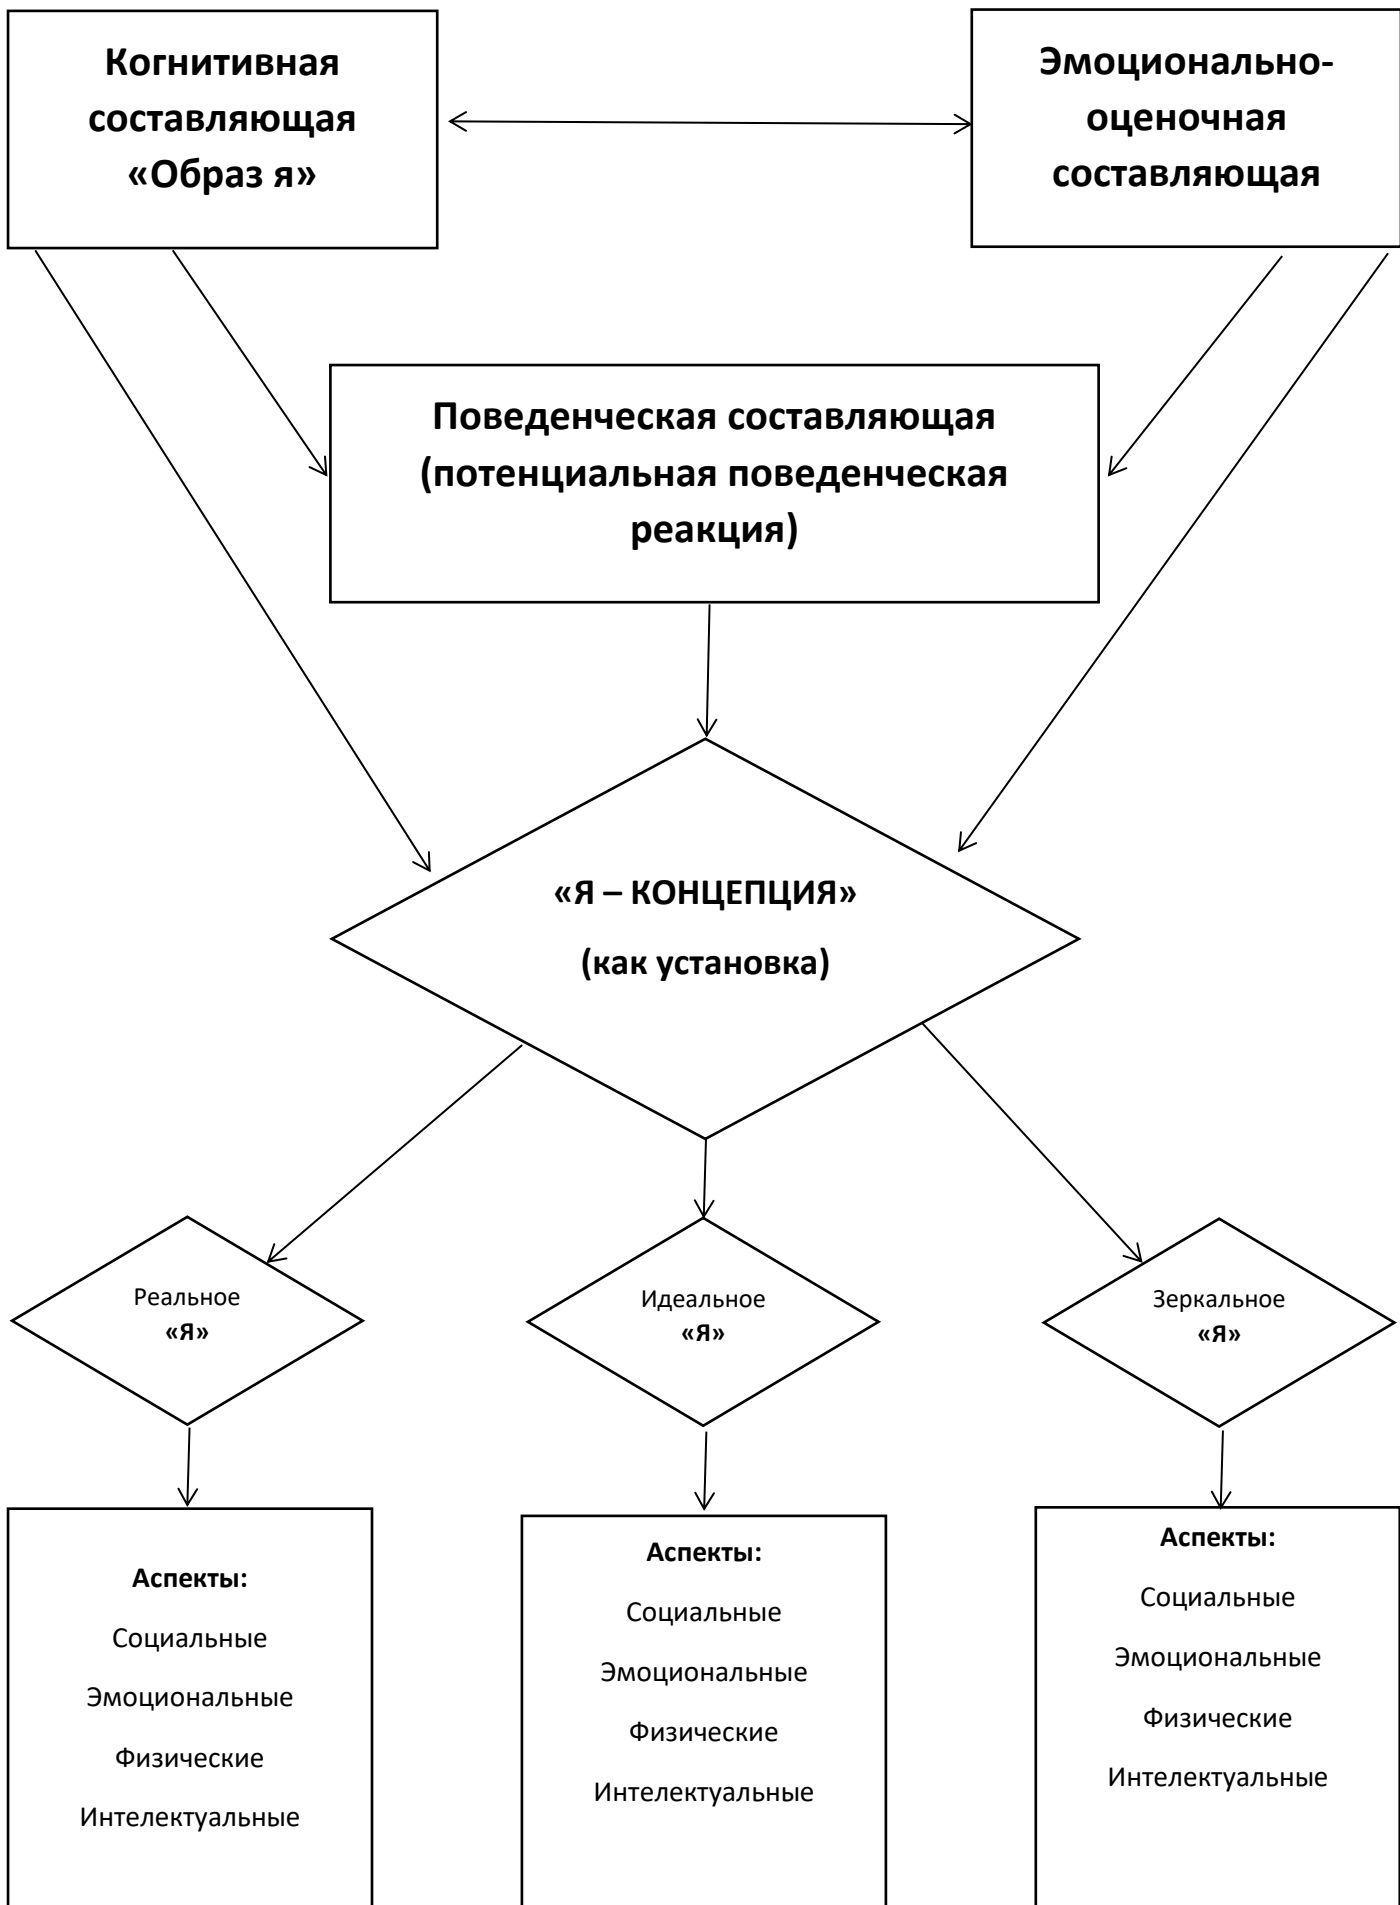 Когнитивная
составляющая
«Образ я»
Эмоционально-
оценочная
составляющая
Поведенческая составляющая
(потенциальная поведенческая
реакция)
«Я – КОНЦЕПЦИЯ»
(как установка)
Реальное
«Я»
Идеальное
«Я»
Зеркальное
«Я»
Аспекты:
Социальные
Эмоциональные
Физические
Интелектуальные
Аспекты:
Социальные
Эмоциональные
Физические
Интелектуальные
Аспекты:
Социальные
Эмоциональные
Физические
Интелектуальные